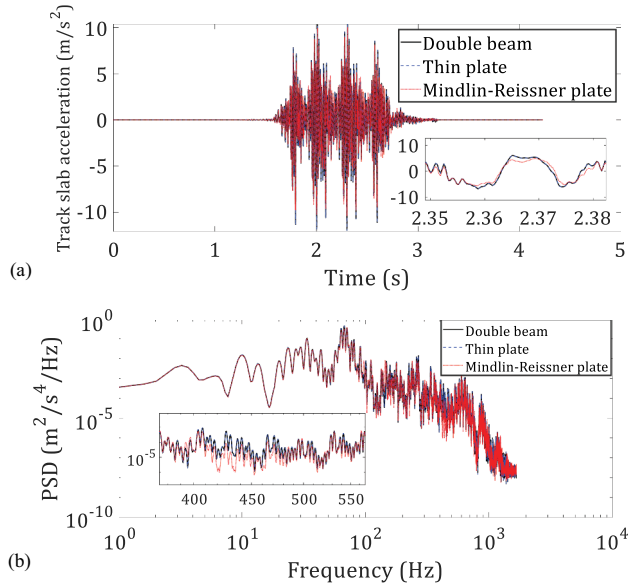 Track slab acceleration (m/s²)
10
5
0
-5
-10
Double beam
Thin plate
Mindlin-Reissner plate
10
0
-10
2.35 2.36 2.37 2.38
0 1 2 3 4 5
Time (s)
(a)
PSD (m²/s⁴/Hz)
10⁰
10⁻⁵
10⁻¹⁰
Double beam
Thin plate
Mindlin-Reissner plate
10⁻⁵
400 450 500 550
10⁰ 10¹ 10² 10³ 10⁴
Frequency (Hz)
(b)